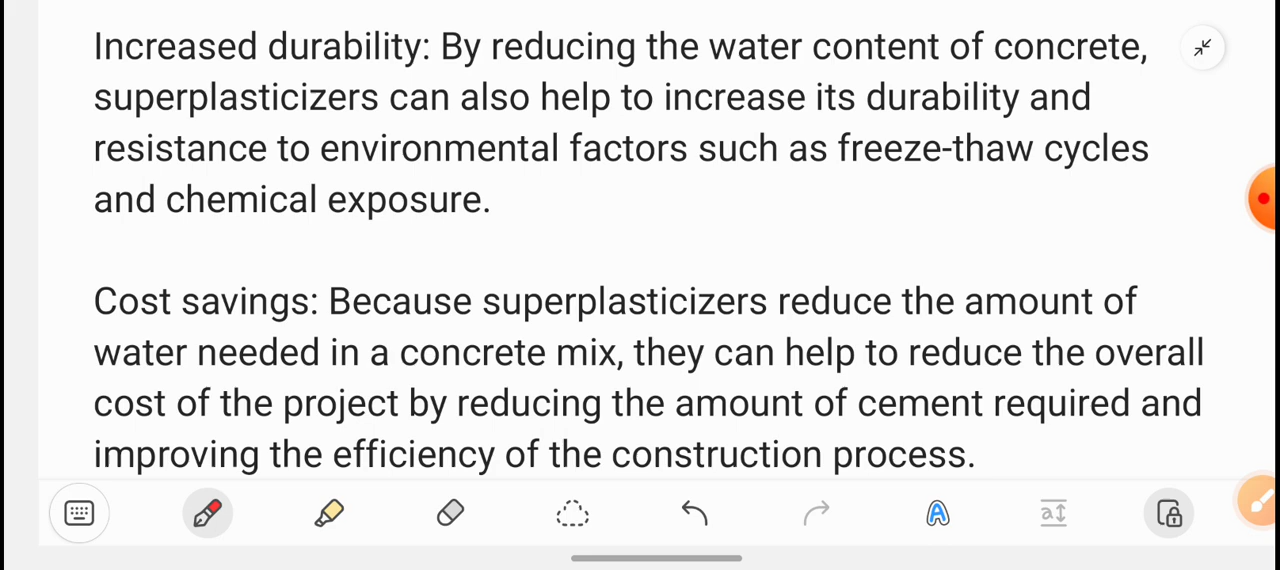 Increased durability: By reducing the water content of concrete,
superplasticizers can also help to increase its durability and
resistance to environmental factors such as freeze-thaw cycles
and chemical exposure.
Cost savings: Because superplasticizers reduce the amount of
water needed in a concrete mix, they can help to reduce the overall
cost of the project by reducing the amount of cement required and
improving the efficiency of the construction process.